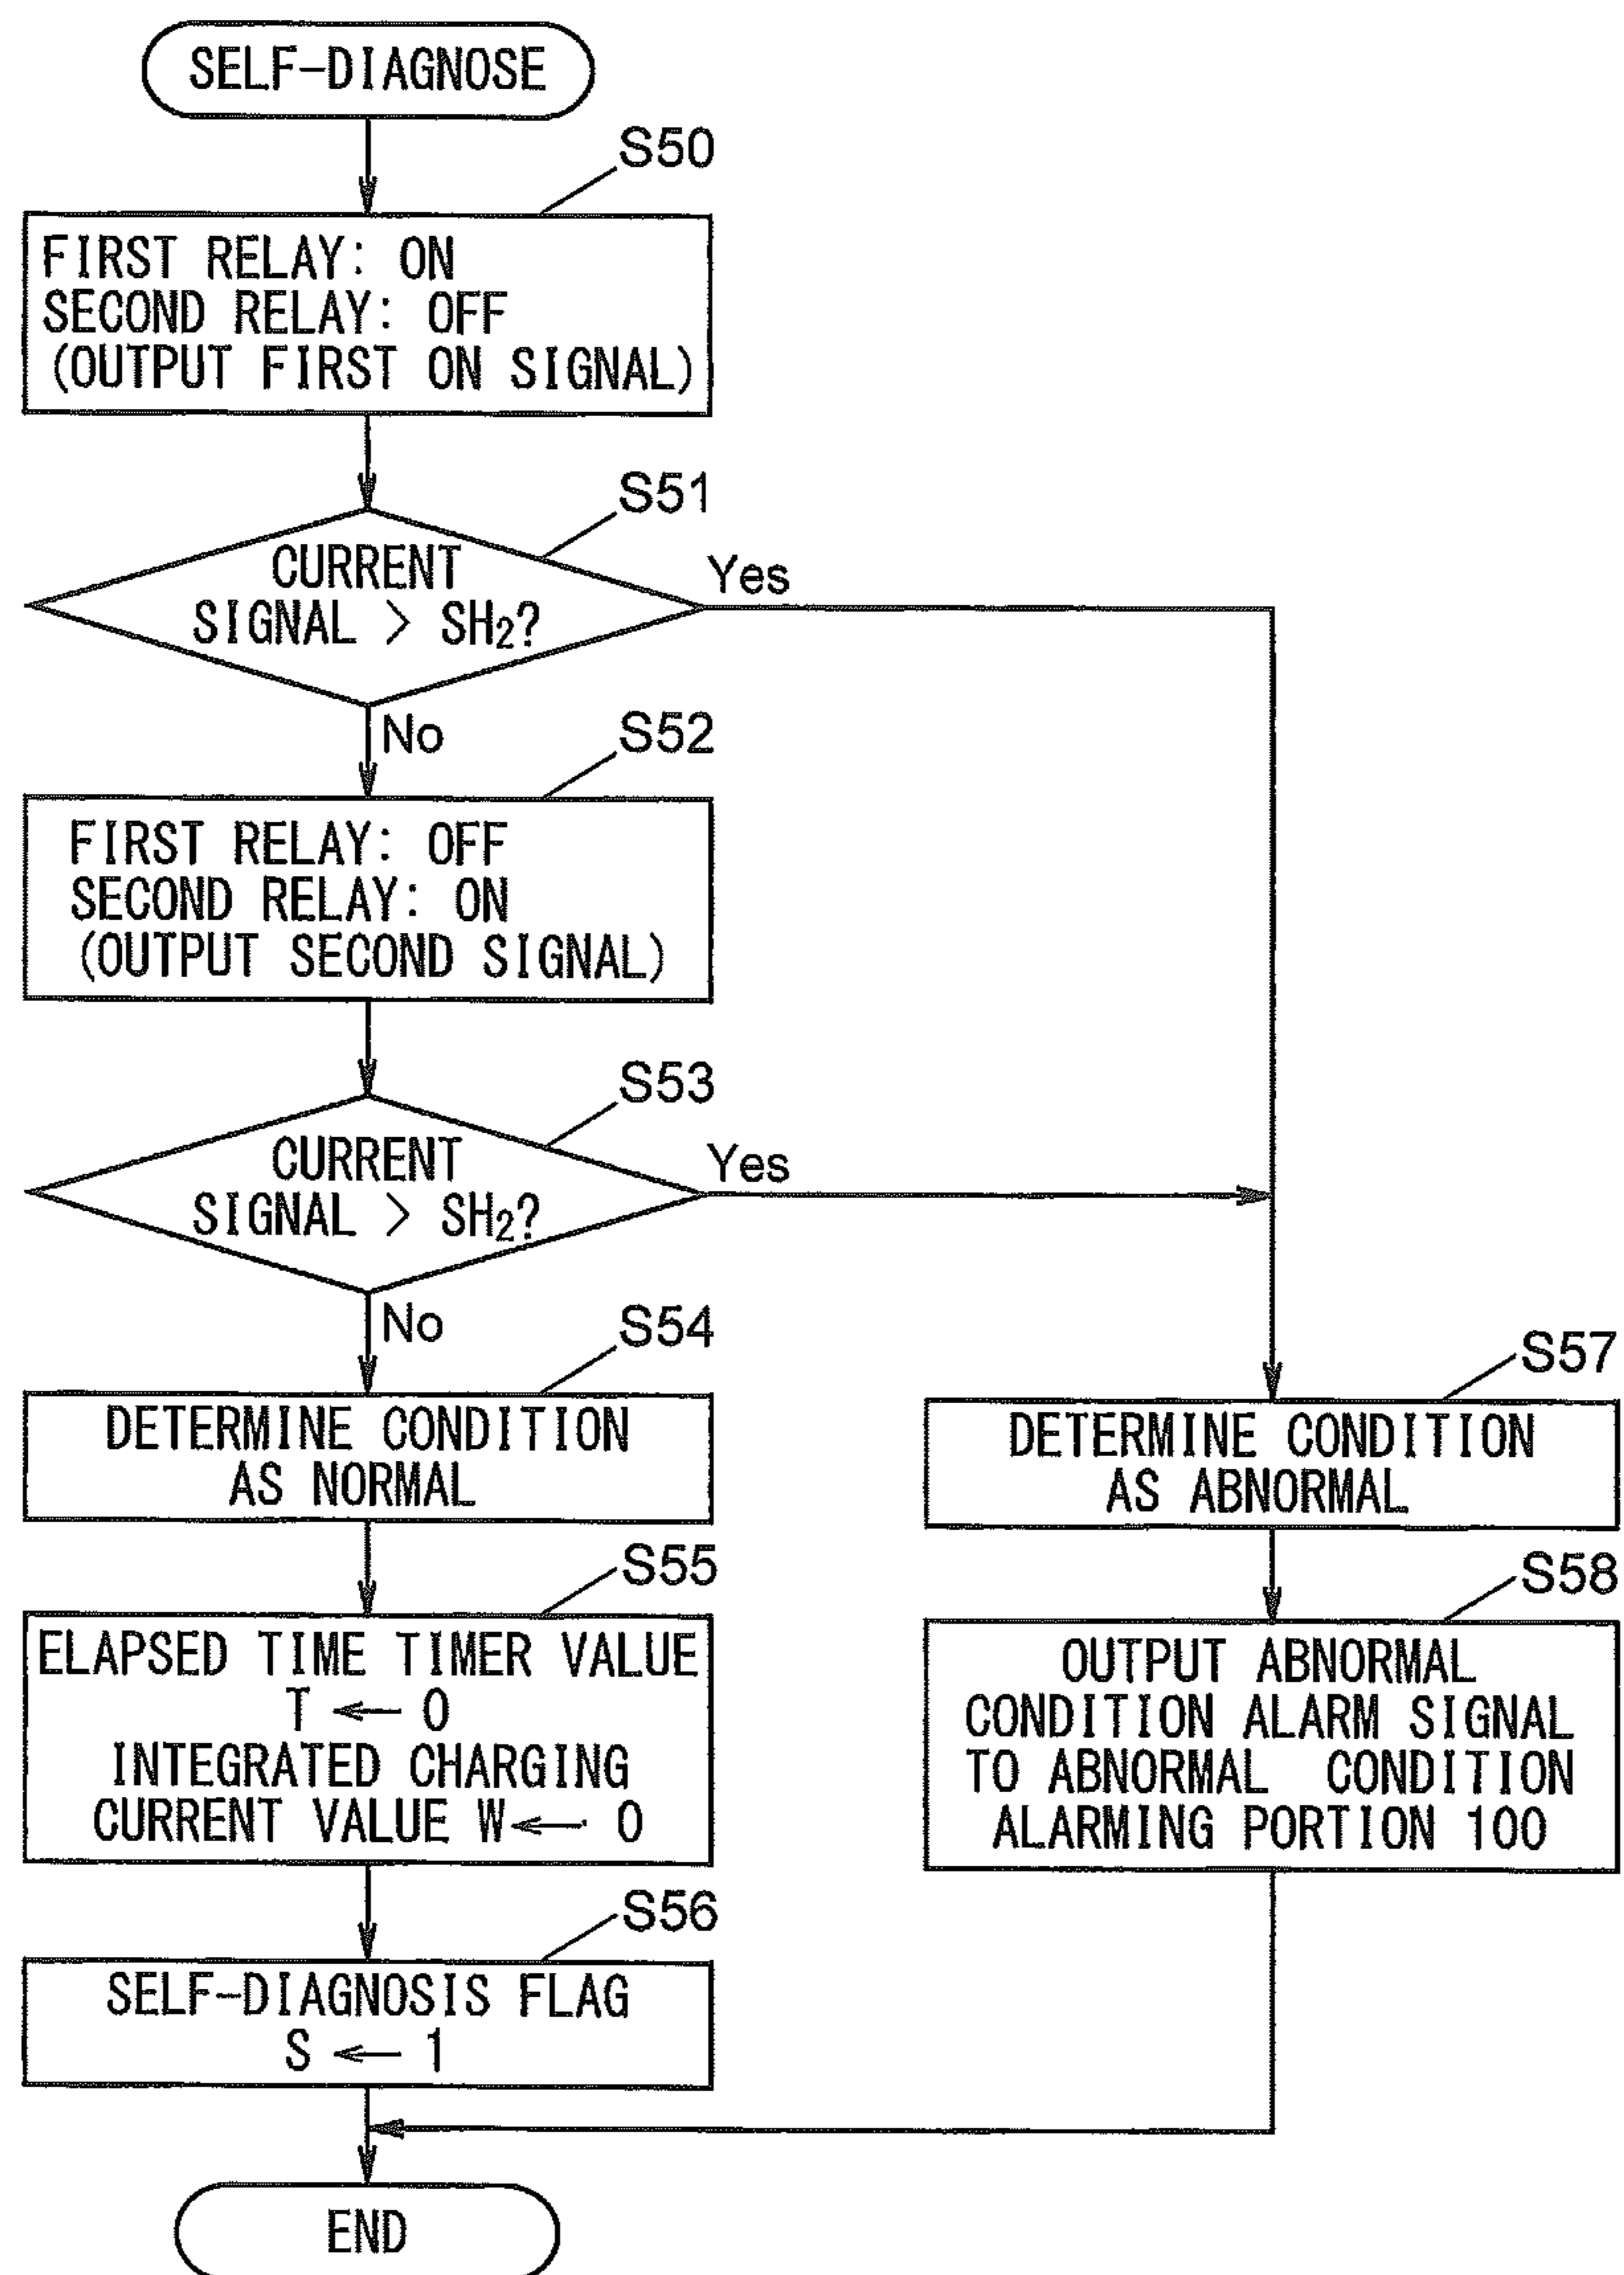 SELF-DIAGNOSE
S50
FIRST RELAY: ON
SECOND RELAY: OFF
(OUTPUT FIRST ON SIGNAL)
S51
CURRENT
SIGNAL > SH₂?
Yes
No
S52
FIRST RELAY: OFF
SECOND RELAY: ON
(OUTPUT SECOND SIGNAL)
S53
CURRENT
SIGNAL > SH₂?
Yes
No
S54
DETERMINE CONDITION
AS NORMAL
S55
ELAPSED TIME TIMER VALUE
T ← 0
INTEGRATED CHARGING
CURRENT VALUE W ← 0
S56
SELF-DIAGNOSIS FLAG
S ← 1
S57
DETERMINE CONDITION
AS ABNORMAL
S58
OUTPUT ABNORMAL
CONDITION ALARM SIGNAL
TO ABNORMAL CONDITION
ALARMING PORTION 100
END